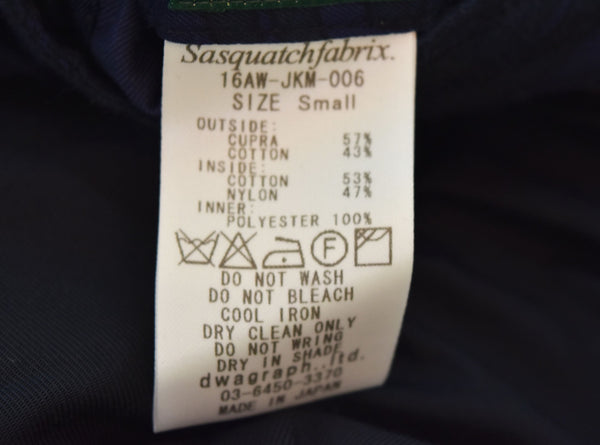 Sasquatchfabrix.
16AW-JKM-006
SIZE Small
OUTSIDE:
CUPRA 57%
COTTON 43%
INSIDE:
COTTON 53%
NYLON 47%
INNER:
POLYESTER 100%
F
DO NOT WASH
DO NOT BLEACH
COOL IRON
DRY CLEAN ONLY
DO NOT WRING
DRY IN SHADE
dwagraph.,ltd.
03-6450-3370
MADE IN JAPAN